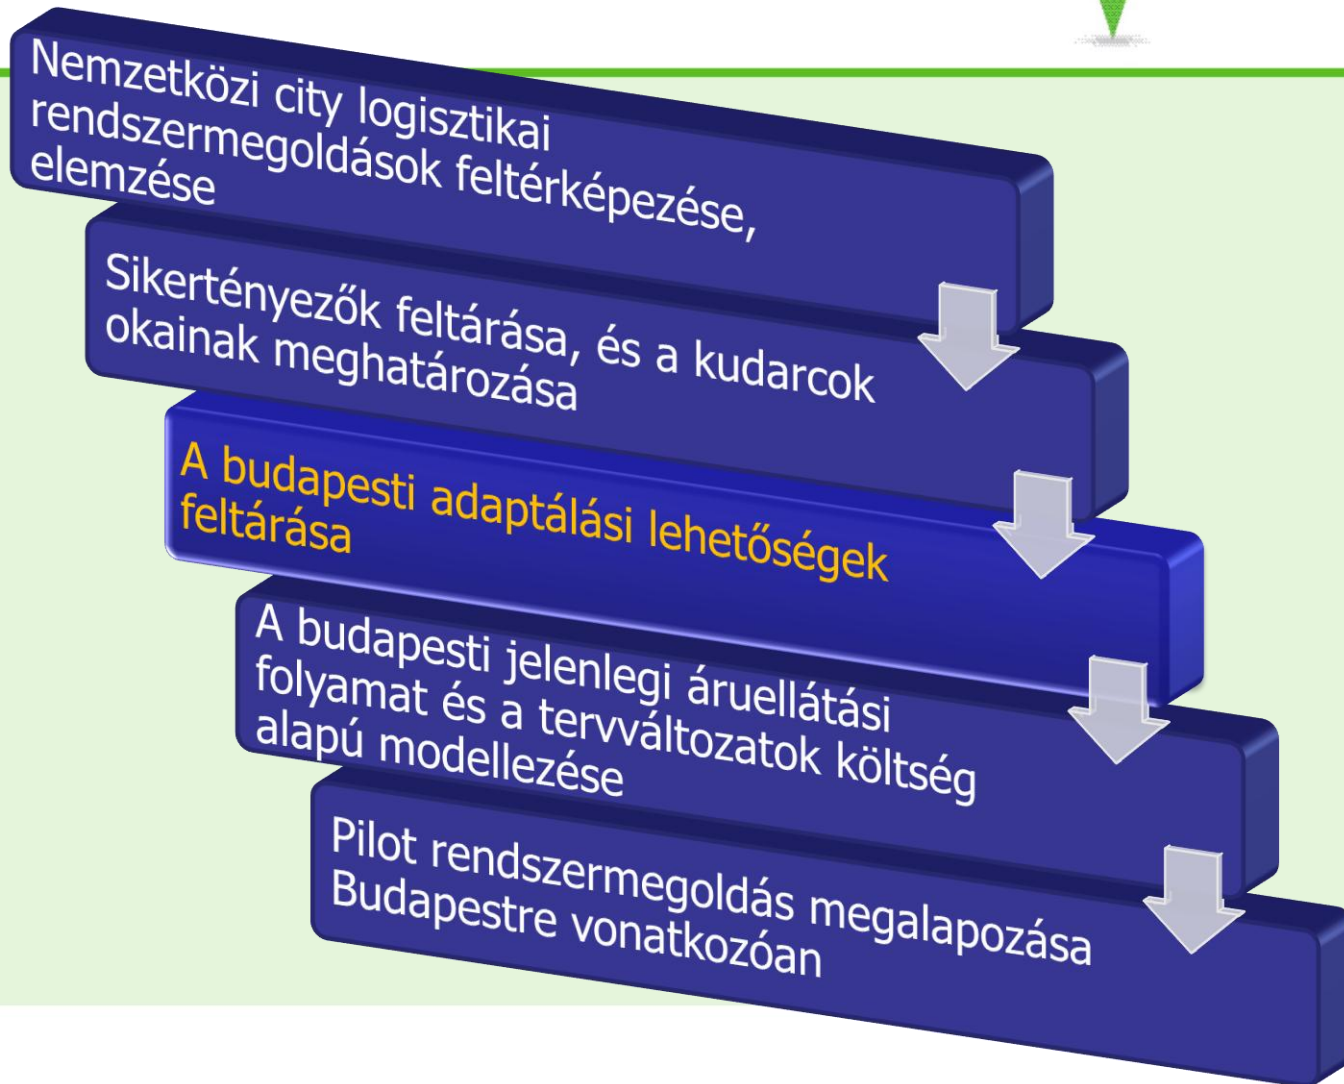 Nemzetközi city logisztikai
rendszermegoldások feltérképezése,
elemzése
Sikertényezők feltárása, és a kudarcok
okainak meghatározása
A budapesti adaptálási lehetőségek
feltárása
A budapesti jelenlegi áruellátási
folyamat és a tervváltozatok költség
alapú modellezése
Pilot rendszermegoldás megalapozása
Budapestre vonatkozóan